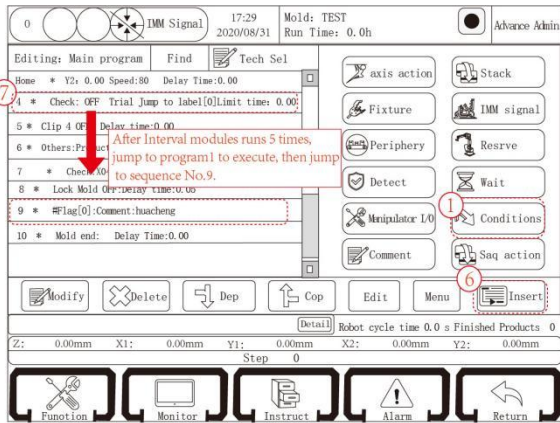 0
IMM Signal
17:29
2020/08/31
Mold: TEST
Run Time: 0.0h
Advance Admin
Editing: Main program
Find
Tech Sel
Home * Y2: 0.00 Speed:80 Delay Time:0.00
7
4 * Check: OFF Trial Jump to label[0]Limit time: 0.00
5 * Clip 4 OFF Delay time:0.00
6 * Others:Product
After Interval modules runs 5 times,
jump to program1 to execute, then jump
to sequence No.9.
7 * Check:X0
8 * Lock Mold OFF:Delay time:0.05
9 * #Flag[0]:Comment:huacheng
10 * Mold end: Delay Time:0.00
axis action
Stack
Fixture
IMM signal
Periphery
Resrve
Detect
Wait
Manipulator I/O
1
Conditions
Comment
Saq action
6
Modify
Delete
Dep
Cop
Edit
Menu
Insert
Detail
Robot cycle time 0.0 s Finished Products 0
Z: 0.00mm X1: 0.00mm Y1: 0.00mm X2: 0.00mm Y2: 0.00mm
Step 0
Funotion
Monitor
Instruct
Alarm
Return